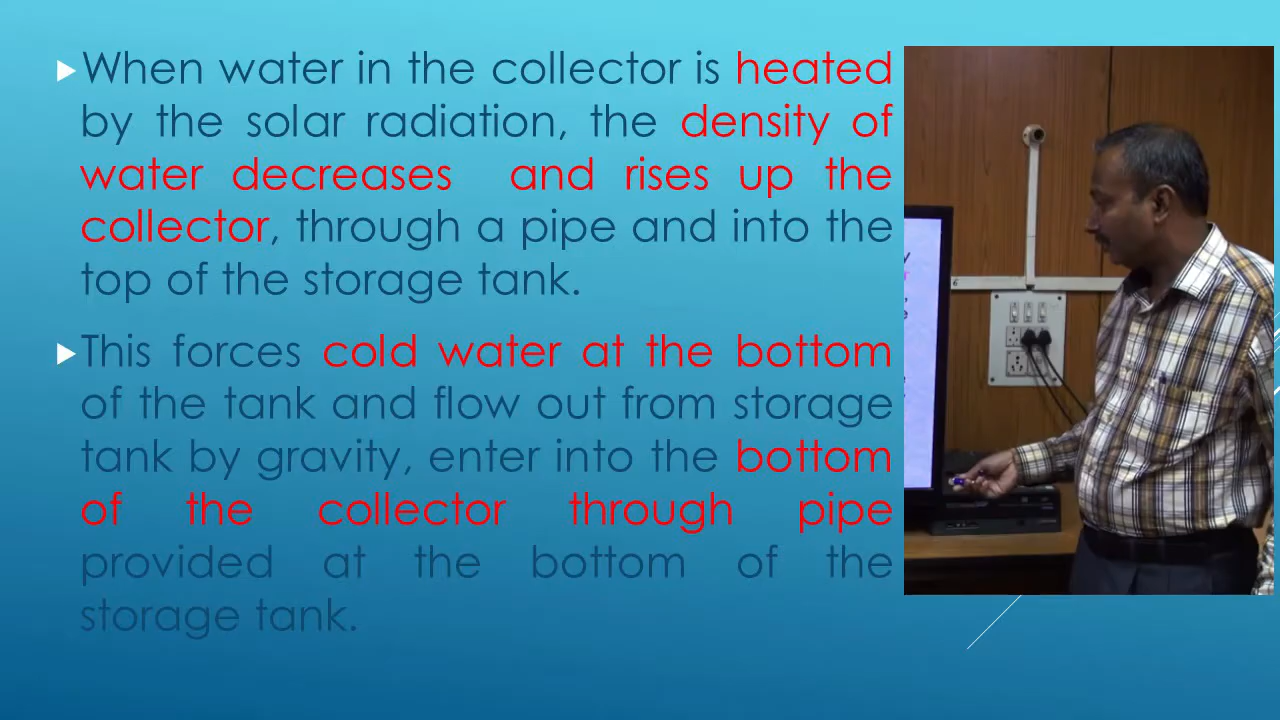 When water in the collector is heated
by the solar radiation, the density of
water decreases and rises up the
collector, through a pipe and into the
top of the storage tank.
This forces cold water at the bottom
of the tank and flow out from storage
tank by gravity, enter into the bottom
of the collector through pipe
provided at the bottom of the
storage tank.